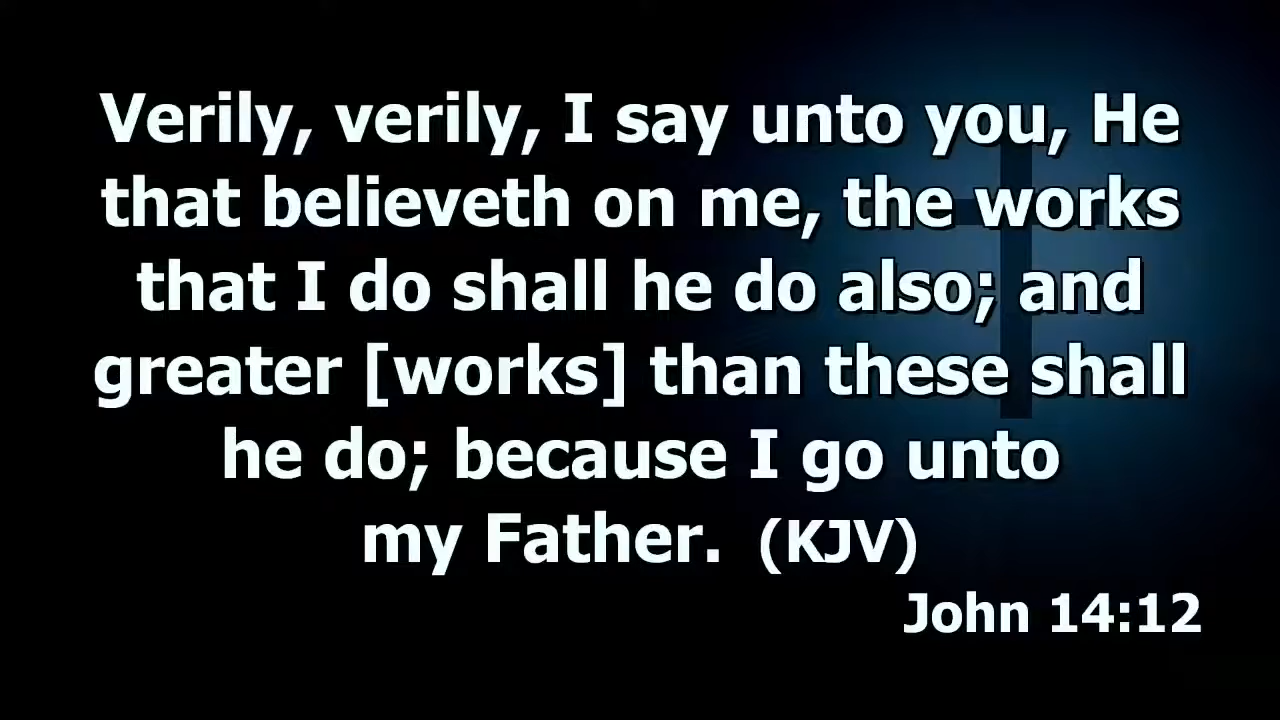 Verily, verily, I say unto you, He
that believeth on me, the works
that I do shall he do also; and
greater [works] than these shall
he do; because I go unto
my Father. (KJV)
John 14:12